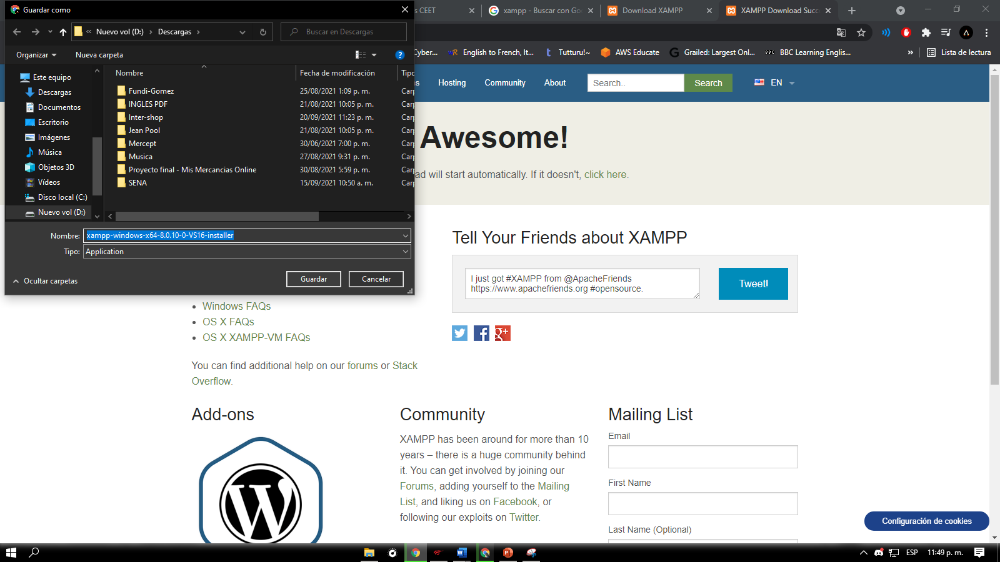 Guardar como
s CEET
xampp - Buscar con Go
Download XAMPP
XAMPP Download Succ
Nuevo vol (D:)
Descargas
Buscar en Descargas
Organizar
Nueva carpeta
Cyber...
English to French, It...
Tutturu!~
AWS Educate
Grailed: Largest Onl...
BBC
BBC Learning Englis...
Lista de lectura
Este equipo
Descargas
Documentos
Escritorio
Imágenes
Música
Objetos 3D
Vídeos
Disco local (C:)
Nuevo vol (D:)
Nombre
Fecha de modificación
Tipo
Fundi-Gomez
25/08/2021 1:09 p. m.
Carp
INGLES PDF
21/08/2021 10:05 p. m.
Carp
Inter-shop
20/09/2021 11:23 p. m.
Carp
Jean Pool
21/08/2021 10:05 p. m.
Carp
Mercept
30/06/2021 7:00 p. m.
Carp
Musica
27/08/2021 9:31 p. m.
Carp
Proyecto final - Mis Mercancias Online
30/08/2021 5:59 p. m.
Carp
SENA
15/09/2021 10:50 a. m.
Carp
Nombre:
xampp-windows-x64-8.0.10-0-VS16-installer
Tipo:
Application
Ocultar carpetas
Guardar
Cancelar
s
Hosting
Community
About
Search..
Search
EN
Awesome!
ad will start automatically. If it doesn't, click here.
Tell Your Friends about XAMPP
I just got #XAMPP from @ApacheFriends
https://www.apachefriends.org #opensource.
Tweet!
Windows FAQs
OS X FAQs
OS X XAMPP-VM FAQs
You can find additional help on our forums or Stack
Overflow.
Add-ons
Community
XAMPP has been around for more than 10
years – there is a huge community behind
it. You can get involved by joining our
Forums, adding yourself to the Mailing
List, and liking us on Facebook, or
following our exploits on Twitter.
Mailing List
Email
First Name
Last Name (Optional)
Configuración de cookies
ESP
11:49 p. m.